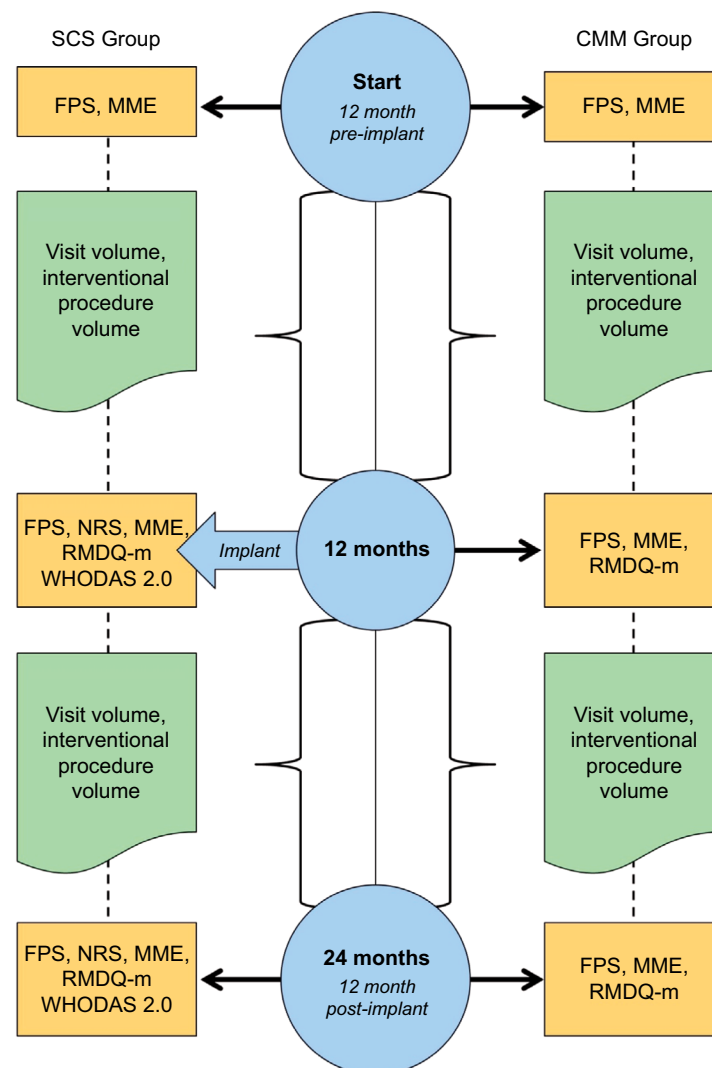 SCS Group
CMM Group
FPS, MME
Start
12 month
pre-implant
FPS, MME
Visit volume,
interventional
procedure
volume
Visit volume,
interventional
procedure
volume
FPS, NRS, MME,
RMDQ-m
WHODAS 2.0
Implant
12 months
FPS, MME,
RMDQ-m
Visit volume,
interventional
procedure
volume
Visit volume,
interventional
procedure
volume
FPS, NRS, MME,
RMDQ-m
WHODAS 2.0
24 months
12 month
post-implant
FPS, MME,
RMDQ-m